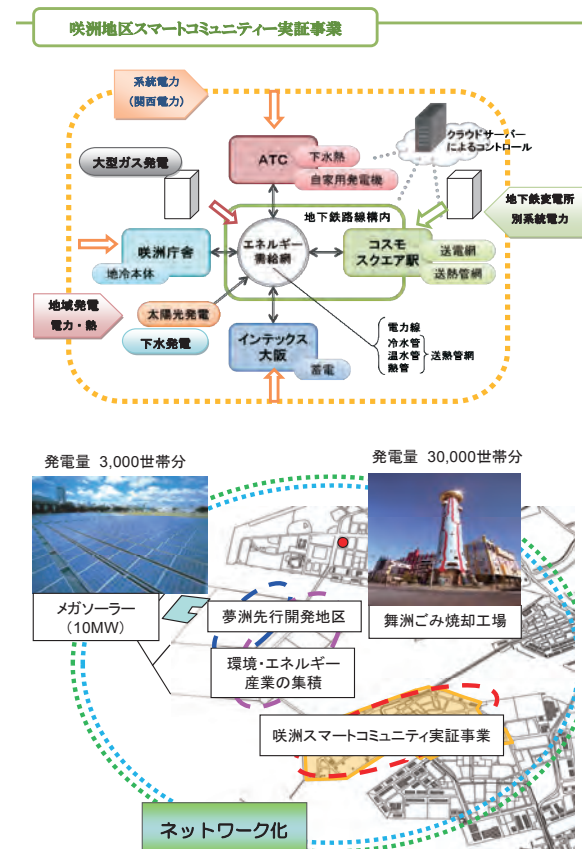 咲洲地区スマートコミュニティー実証事業
系統電力
(関西電力)
大型ガス発電
ATC
下水熱
自家用発電機
クラウドサーバー
によるコントロール
地下鉄変電所
別系統電力
地下鉄路線構内
咲洲庁舎
地冷本体
エネルギー
需給網
コスモ
スクエア駅
送電網
送熱管網
地域発電
電力・熱
太陽光発電
下水発電
インテックス
大阪
蓄電
電力線
冷水管
温水管
熱管
送熱管網
発電量 3,000世帯分
発電量 30,000世帯分
メガソーラー
(10MW)
夢洲先行開発地区
舞洲ごみ焼却工場
環境・エネルギー
産業の集積
咲洲スマートコミュニティ実証事業
ネットワーク化